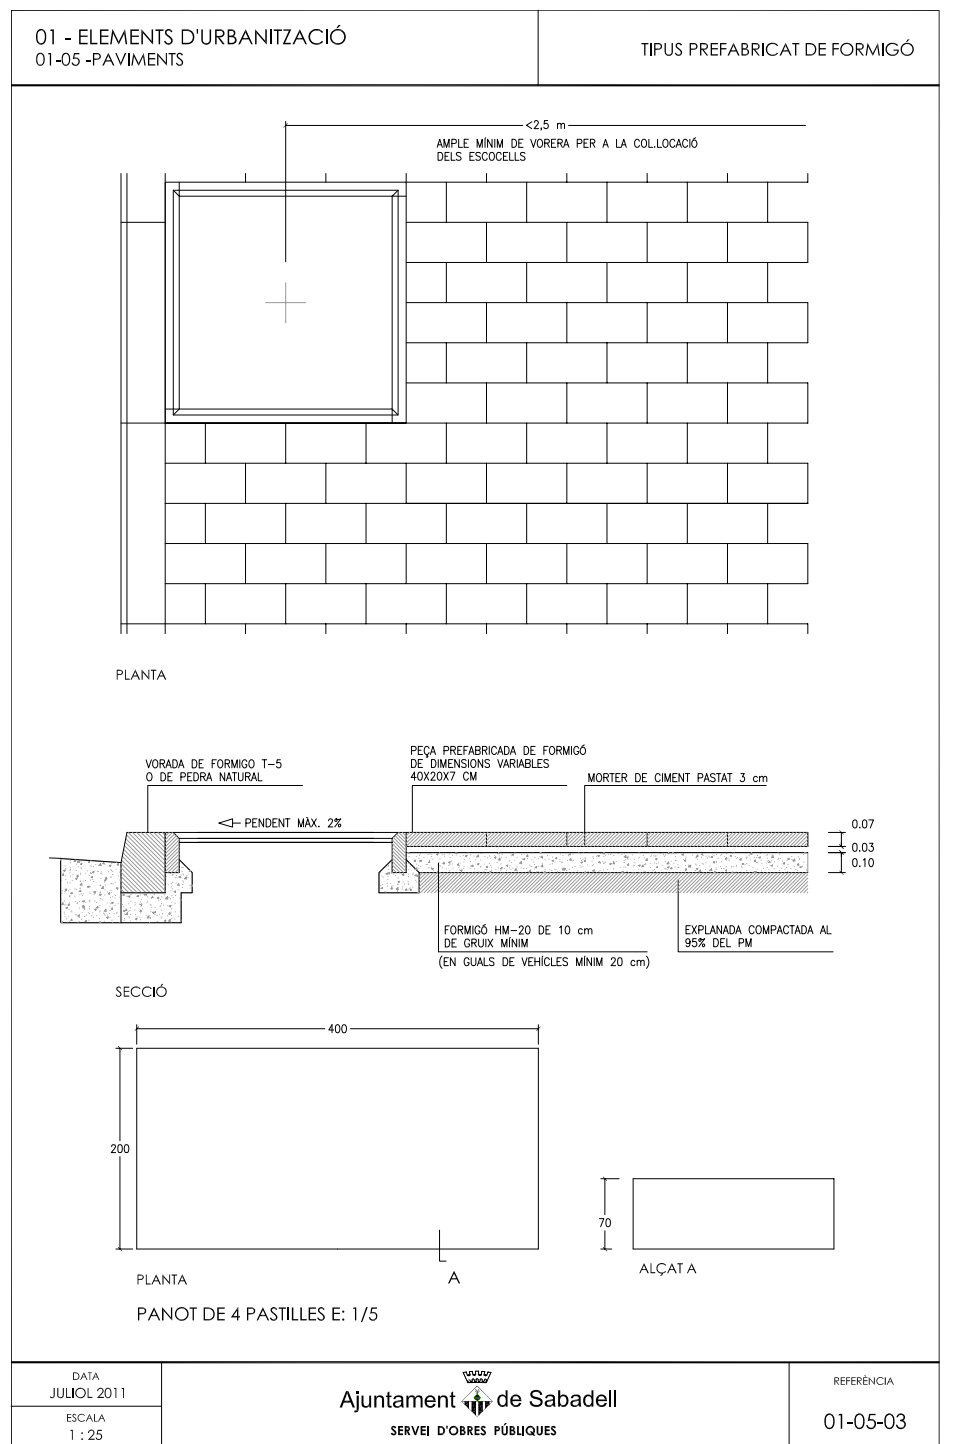 01 - ELEMENTS D'URBANITZACIÓ
01-05 -PAVIMENTS
TIPUS PREFABRICAT DE FORMIGÓ
<2,5 m
AMPLE MÍNIM DE VORERA PER A LA COL.LOCACIÓ
DELS ESCOCELLS
PLANTA
VORADA DE FORMIGO T-5
O DE PEDRA NATURAL
PEÇA PREFABRICADA DE FORMIGÓ
DE DIMENSIONS VARIABLES
40X20X7 CM
MORTER DE CIMENT PASTAT 3 cm
PENDENT MÀX. 2%
0.07
0.03
0.10
FORMIGÓ HM-20 DE 10 cm
DE GRUIX MÍNIM
(EN GUALS DE VEHÍCLES MÍNIM 20 cm)
EXPLANADA COMPACTADA AL
95% DEL PM
SECCIÓ
400
200
70
A
PLANTA
ALÇAT A
PANOT DE 4 PASTILLES E: 1/5
DATA
JULIOL 2011
ESCALA
1 : 25
Ajuntament de Sabadell
SERVEI D'OBRES PÚBLIQUES
REFERÈNCIA
01-05-03